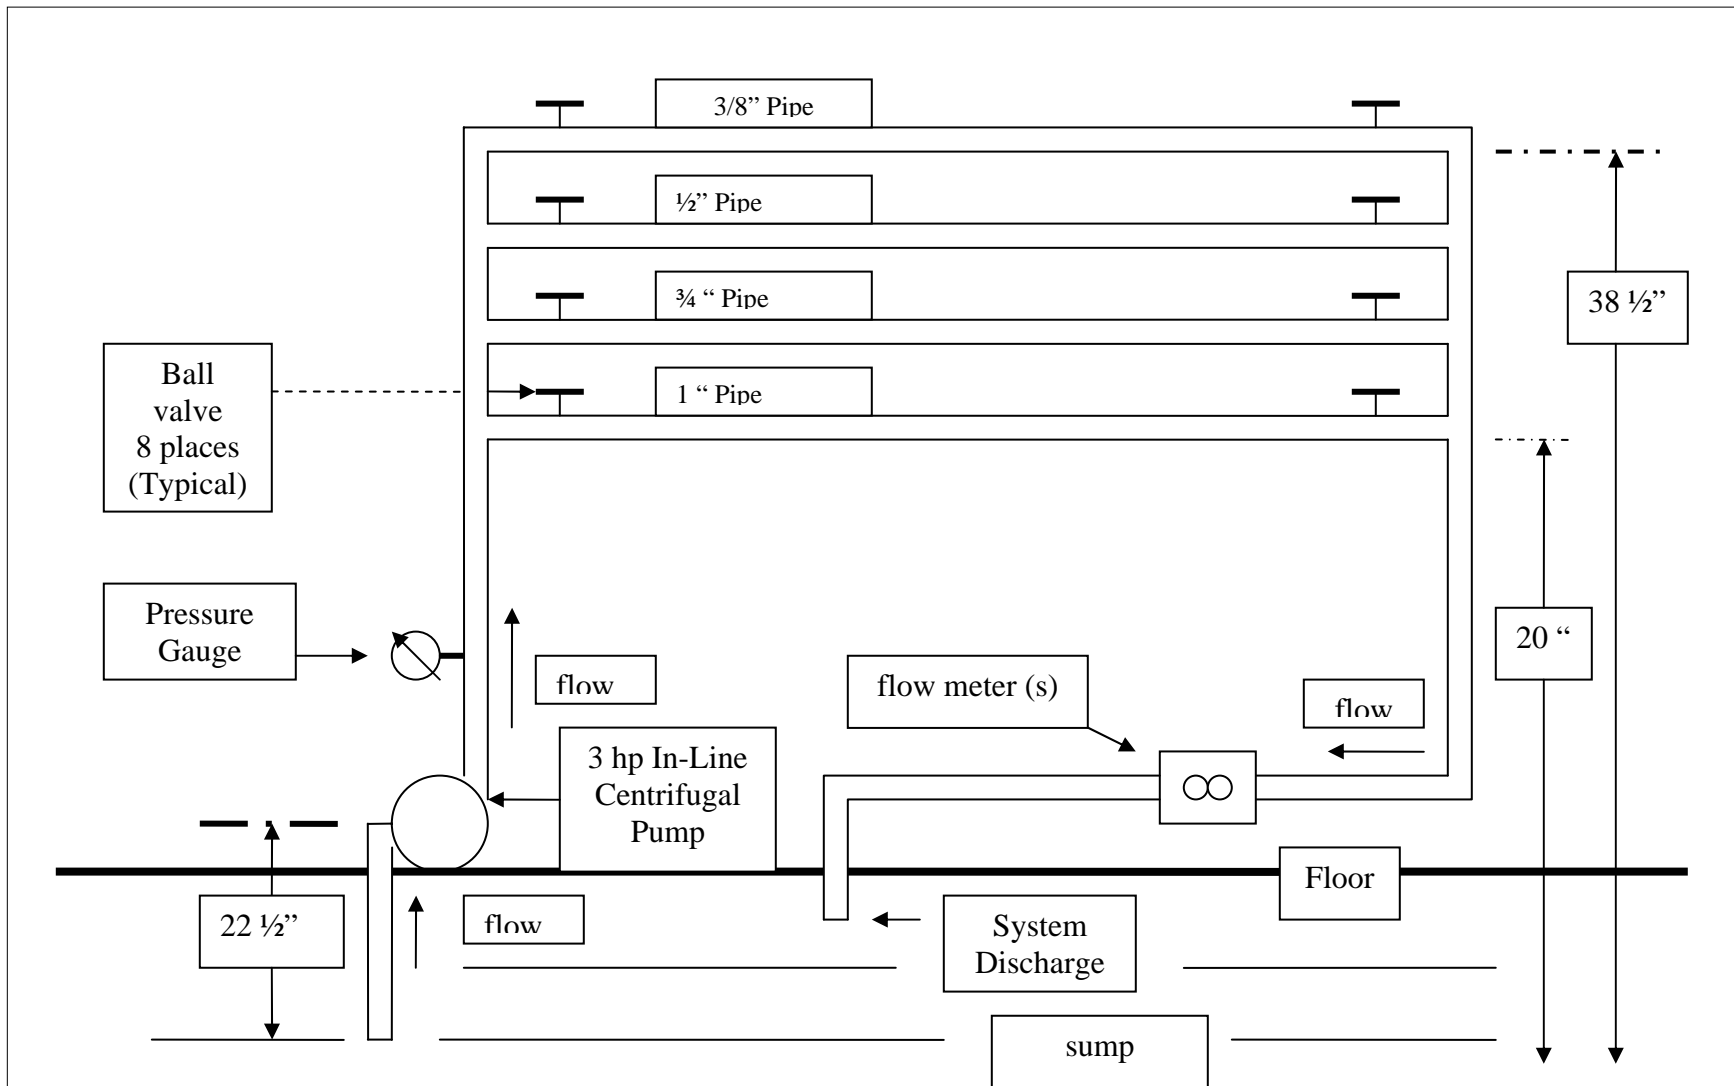 3/8” Pipe
½” Pipe
¾ “ Pipe
1 “ Pipe
38 ½”
Ball
valve
8 places
(Typical)
Pressure
Gauge
flow
flow meter (s)
flow
20 “
3 hp In-Line
Centrifugal
Pump
Floor
22 ½”
flow
System
Discharge
sump